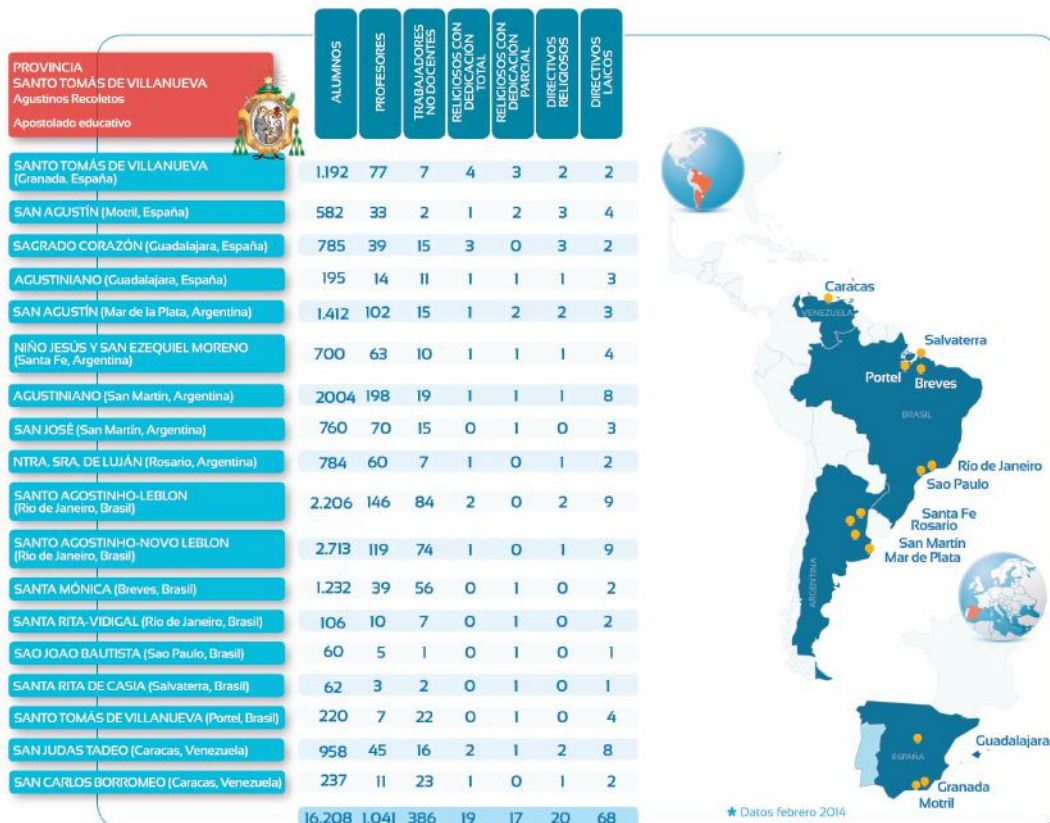 PROVINCIA
SANTO TOMÁS DE VILLANUEVA
Agustinos Recoletos
Apostolado educativo
ALUMNOS
PROFESORES
TRABAJADORES
NO DOCENTES
RELIGIOSOS CON
DEDICACIÓN
TOTAL
RELIGIOSOS CON
DEDICACIÓN
PARCIAL
DIRECTIVOS
RELIGIOSOS
DIRECTIVOS
LAICOS
SANTO TOMÁS DE VILLANUEVA
(Granada. España)
1.192 77 7 4 3 2 2
SAN AGUSTÍN (Motril, España) 582 33 2 1 2 3 4
SAGRADO CORAZÓN (Guadalajara, España) 785 39 15 3 0 3 2
AGUSTINIANO (Guadalajara, España) 195 14 11 1 1 1 3
SAN AGUSTÍN (Mar de la Plata, Argentina) 1.412 102 15 1 2 2 3
NIÑO JESÚS Y SAN EZEQUIEL MORENO
(Santa Fe, Argentina)
700 63 10 1 1 1 4
AGUSTINIANO (San Martín, Argentina) 2004 198 19 1 1 1 8
SAN JOSÉ (San Martín, Argentina) 760 70 15 0 1 0 3
NTRA. SRA. DE LUJÁN (Rosario, Argentina) 784 60 7 1 0 1 2
SANTO AGOSTINHO-LEBLON
(Rio de Janeiro, Brasil)
2.206 146 84 2 0 2 9
SANTO AGOSTINHO-NOVO LEBLON
(Rio de Janeiro, Brasil)
2.713 119 74 1 0 1 9
SANTA MÓNICA (Breves, Brasil) 1.232 39 56 0 1 0 2
SANTA RITA-VIDIGAL (Río de Janeiro, Brasil) 106 10 7 0 1 0 2
SAO JOAO BAUTISTA (Sao Paulo, Brasil) 60 5 1 0 1 0 1
SANTA RITA DE CASIA (Salvaterra, Brasil) 62 3 2 0 1 0 1
SANTO TOMÁS DE VILLANUEVA (Portel, Brasil) 220 7 22 0 1 0 4
SAN JUDAS TADEO (Caracas, Venezuela) 958 45 16 2 1 2 8
SAN CARLOS BORROMEO (Caracas, Venezuela) 237 11 23 1 0 1 2
16.208 1.041 386 19 17 20 68
Caracas
VENEZUELA
Salvaterra
Portel
Breves
BRASIL
Río de Janeiro
Sao Paulo
Santa Fe
Rosario
San Martín
Mar de Plata
ARGENTINA
Guadalajara
ESPAÑA
Granada
Motril
★ Datos febrero 2014